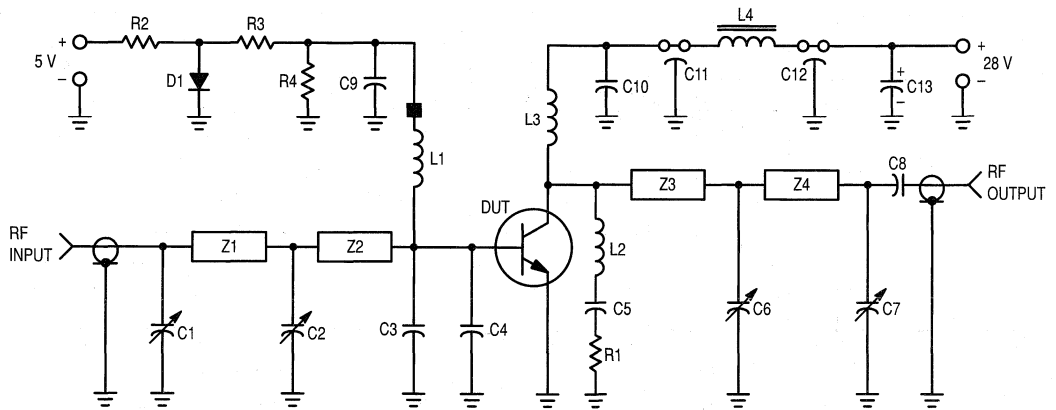 L4
R2
R3
+
5 V
–
D1
R4
C9
C10
C11
C12
+
C13
–
+
28 V
–
L1
L3
C8
RF
OUTPUT
DUT
Z3
Z4
RF
INPUT
Z1
Z2
L2
C1
C2
C3
C4
C5
C6
C7
R1